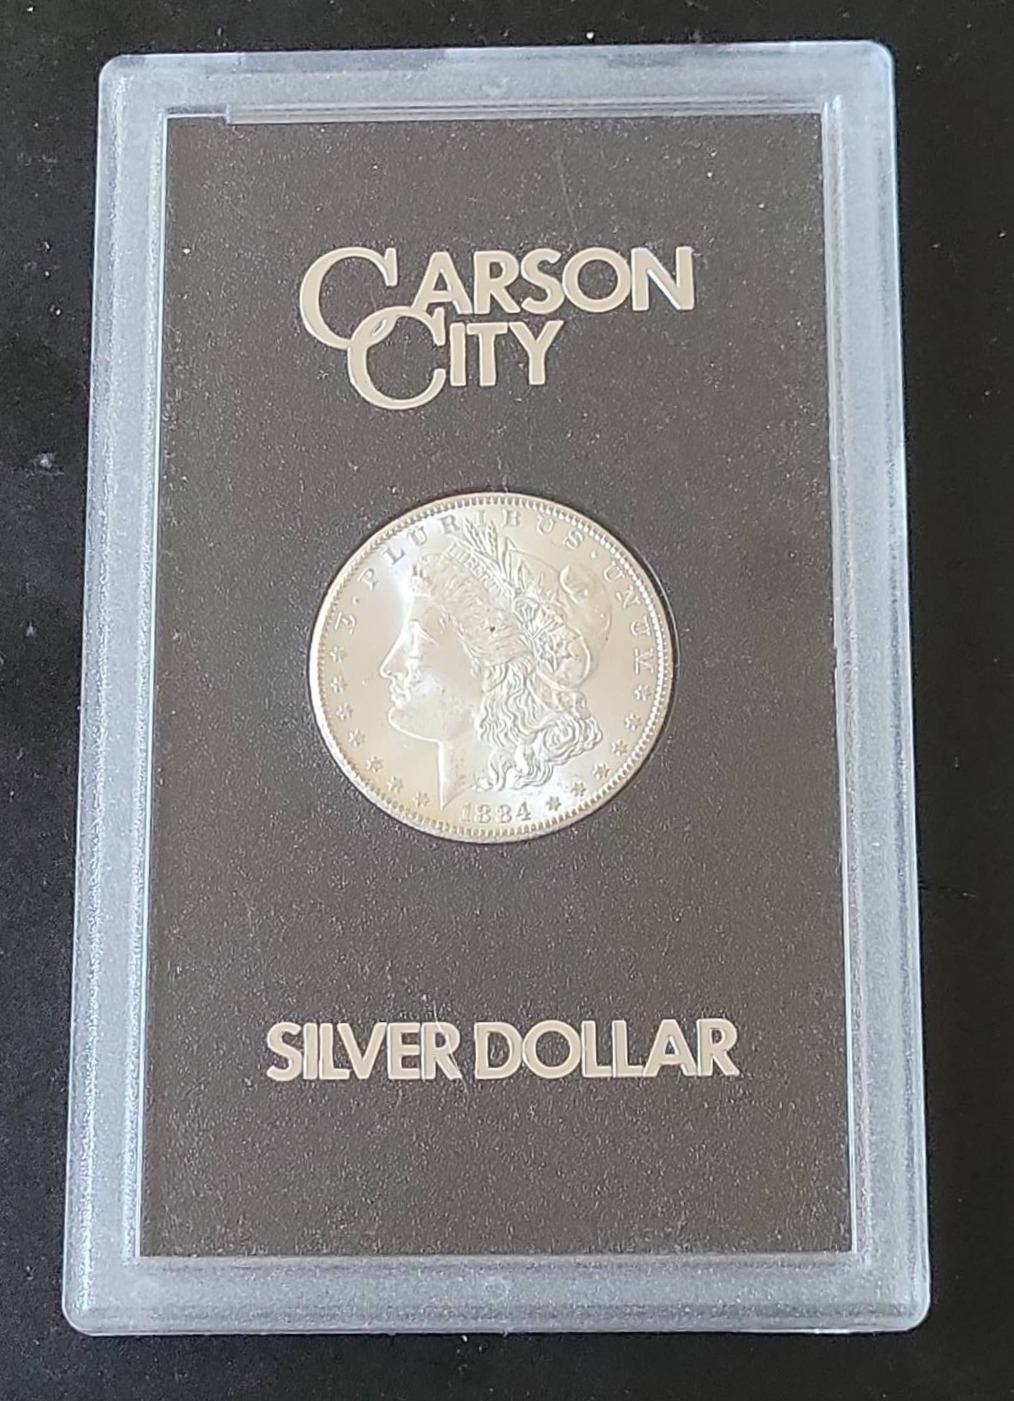 CARSON
CITY
E · PLURIBUS · UNUM
LIBERTY
1884
SILVER DOLLAR